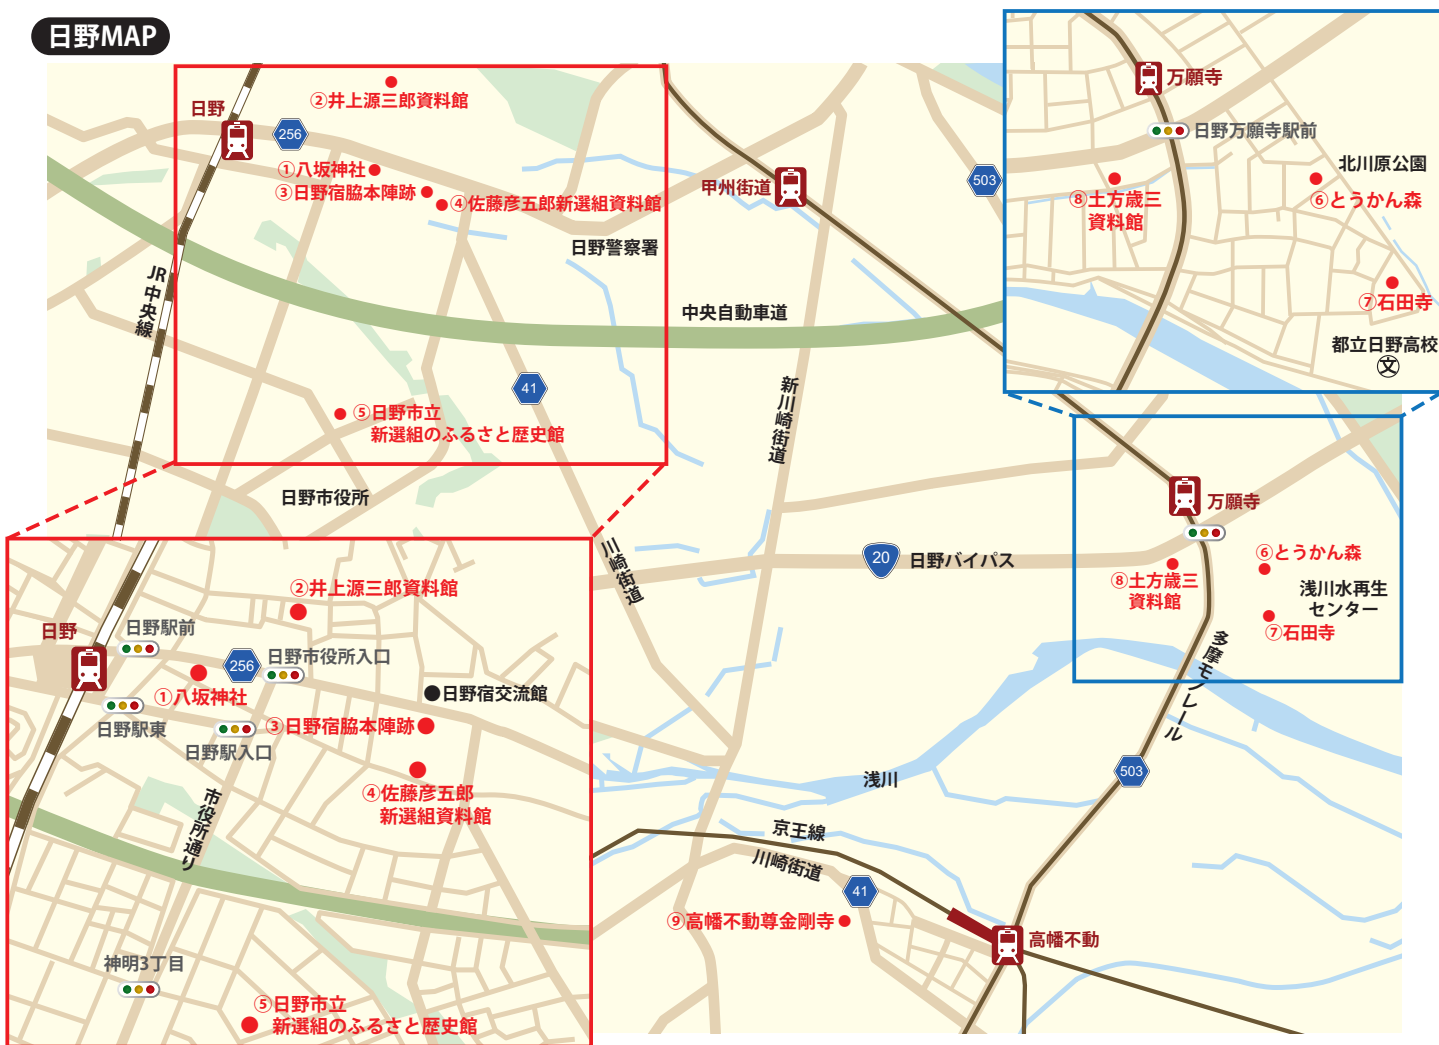 日野MAP
日野
256
②井上源三郎資料館
①八坂神社
③日野宿脇本陣跡
④佐藤彦五郎新選組資料館
日野警察署
甲州街道
503
JR中央線
中央自動車道
41
新川崎街道
⑤日野市立
新選組のふるさと歴史館
日野市役所
川崎街道
20
日野バイパス
万願寺
日野万願寺駅前
北川原公園
⑧土方歳三
資料館
⑥とうかん森
⑦石田寺
都立日野高校
文
万願寺
⑥とうかん森
⑧土方歳三
資料館
浅川水再生
センター
⑦石田寺
多摩モノレール
503
浅川
京王線
川崎街道
41
⑨高幡不動尊金剛寺
高幡不動
②井上源三郎資料館
日野
日野駅前
256
日野市役所入口
①八坂神社
日野宿交流館
日野駅東
③日野宿脇本陣跡
日野駅入口
④佐藤彦五郎
新選組資料館
市役所通り
神明3丁目
⑤日野市立
新選組のふるさと歴史館